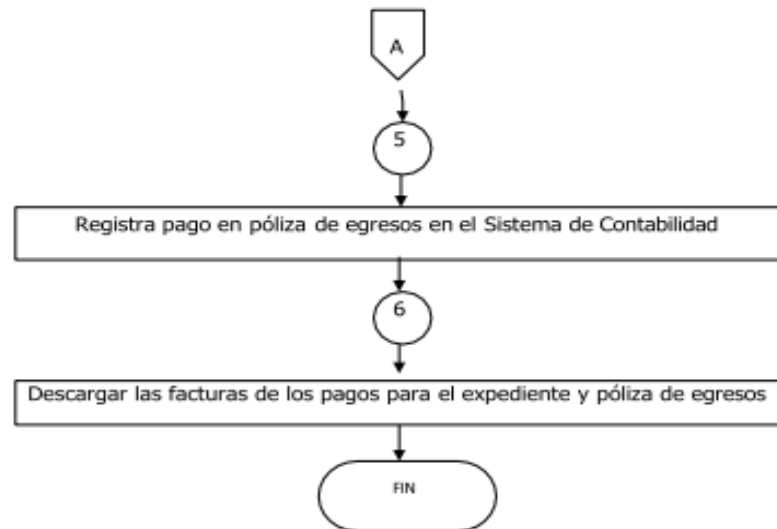 A
5
Registra pago en póliza de egresos en el Sistema de Contabilidad
6
Descargar las facturas de los pagos para el expediente y póliza de egresos
FIN